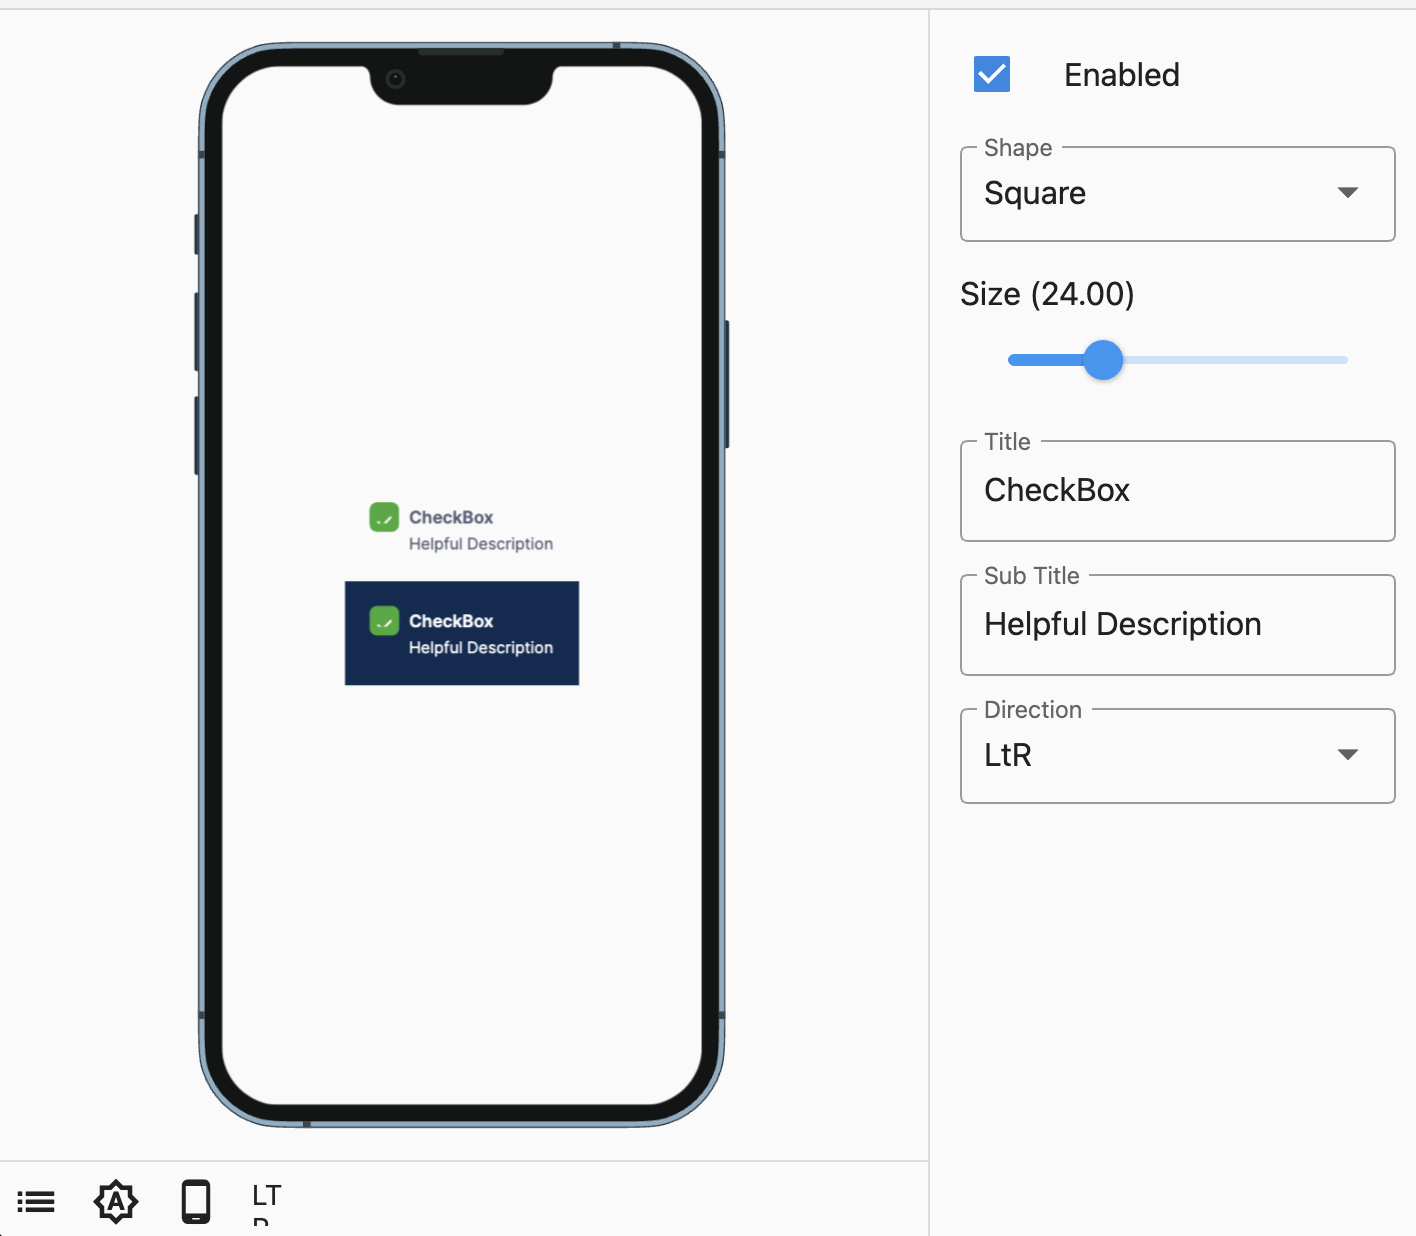 Enabled
Shape
Square
Size (24.00)
Title
CheckBox
Sub Title
Helpful Description
Direction
LtR
CheckBox
Helpful Description
CheckBox
Helpful Description
A
LT
R